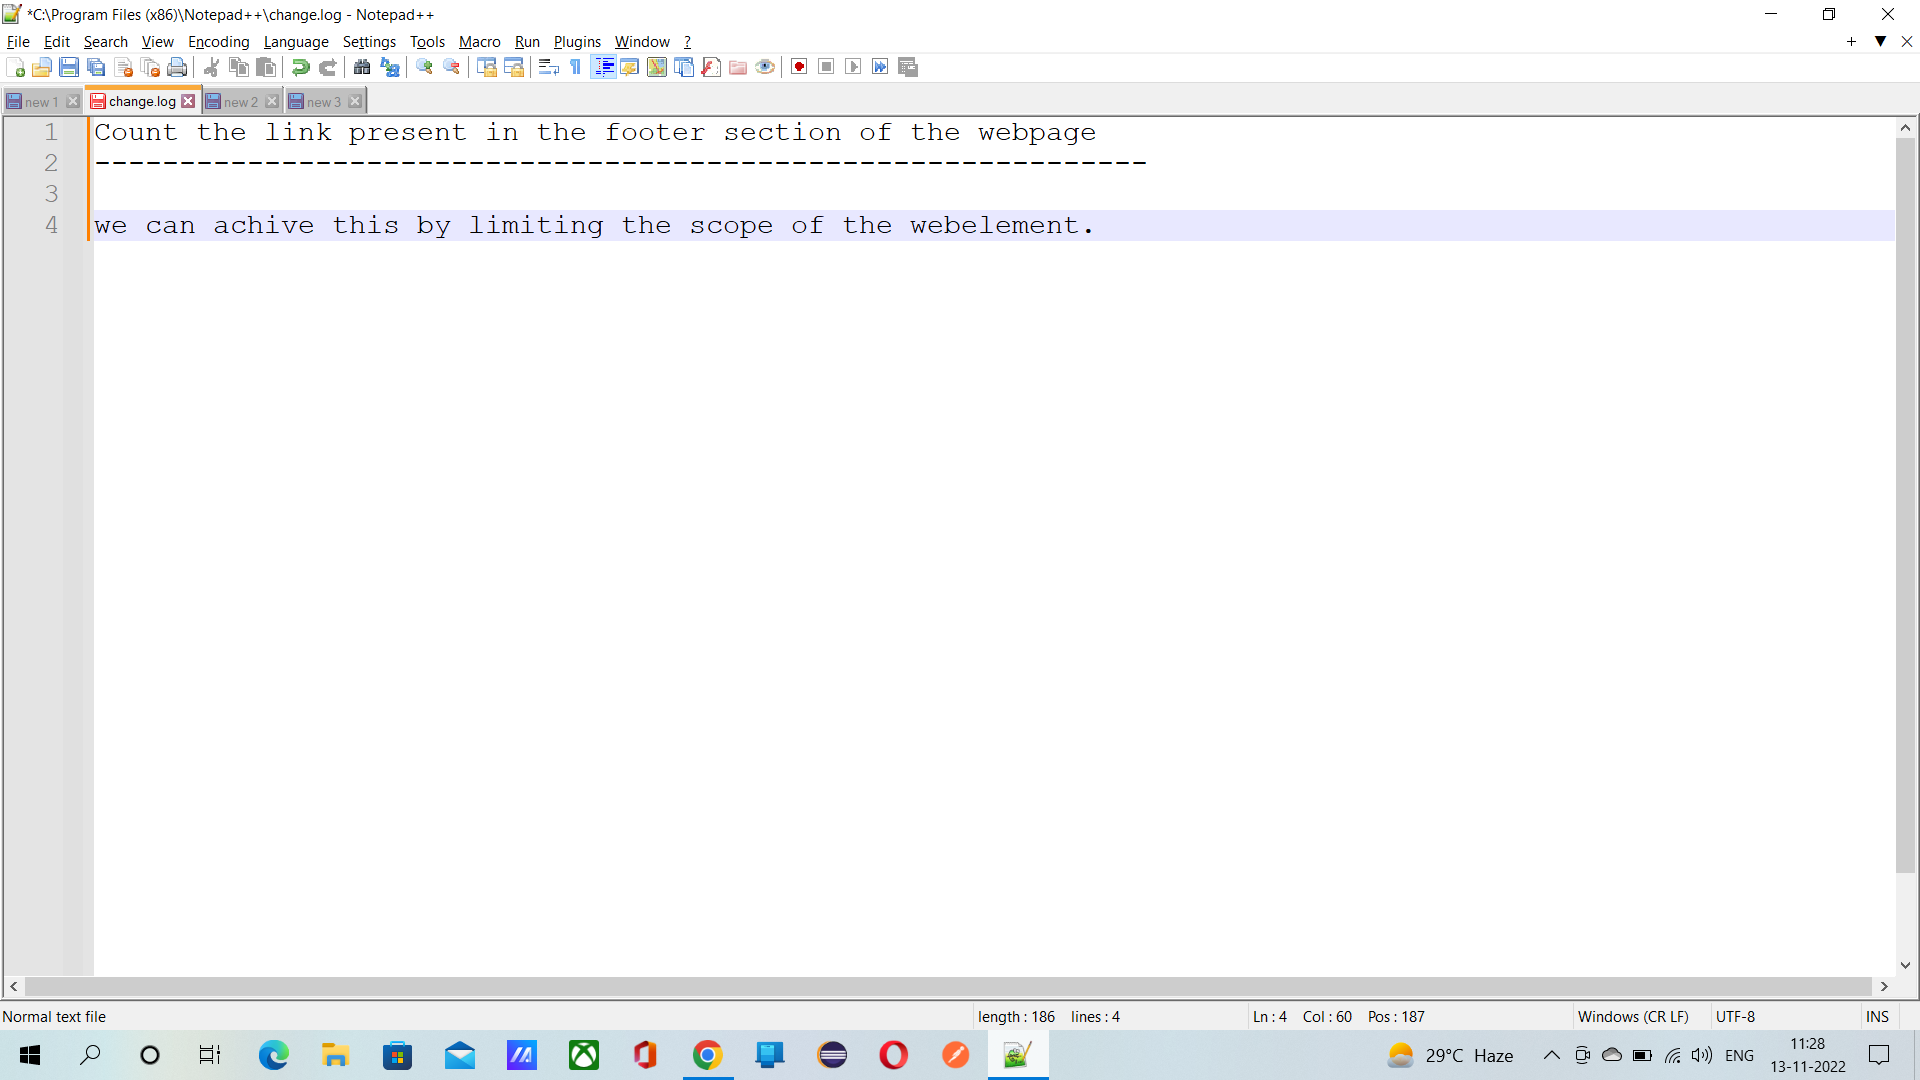 *C:\Program Files (x86)\Notepad++\change.log - Notepad++
File Edit Search View Encoding Language Settings Tools Macro Run Plugins Window ?
new 1 change.log new 2 new 3
1 Count the link present in the footer section of the webpage
2 --------------------------------------------------------------
3
4 we can achive this by limiting the scope of the webelement.
Normal text file length : 186 lines : 4 Ln : 4 Col : 60 Pos : 187 Windows (CR LF) UTF-8 INS
29°C Haze ENG 11:28
13-11-2022